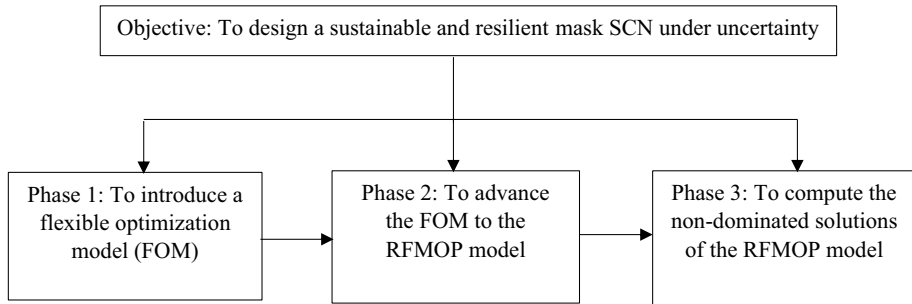 Objective: To design a sustainable and resilient mask SCN under uncertainty
Phase 1: To introduce a
flexible optimization
model (FOM)
Phase 2: To advance
the FOM to the
RFMOP model
Phase 3: To compute the
non-dominated solutions
of the RFMOP model